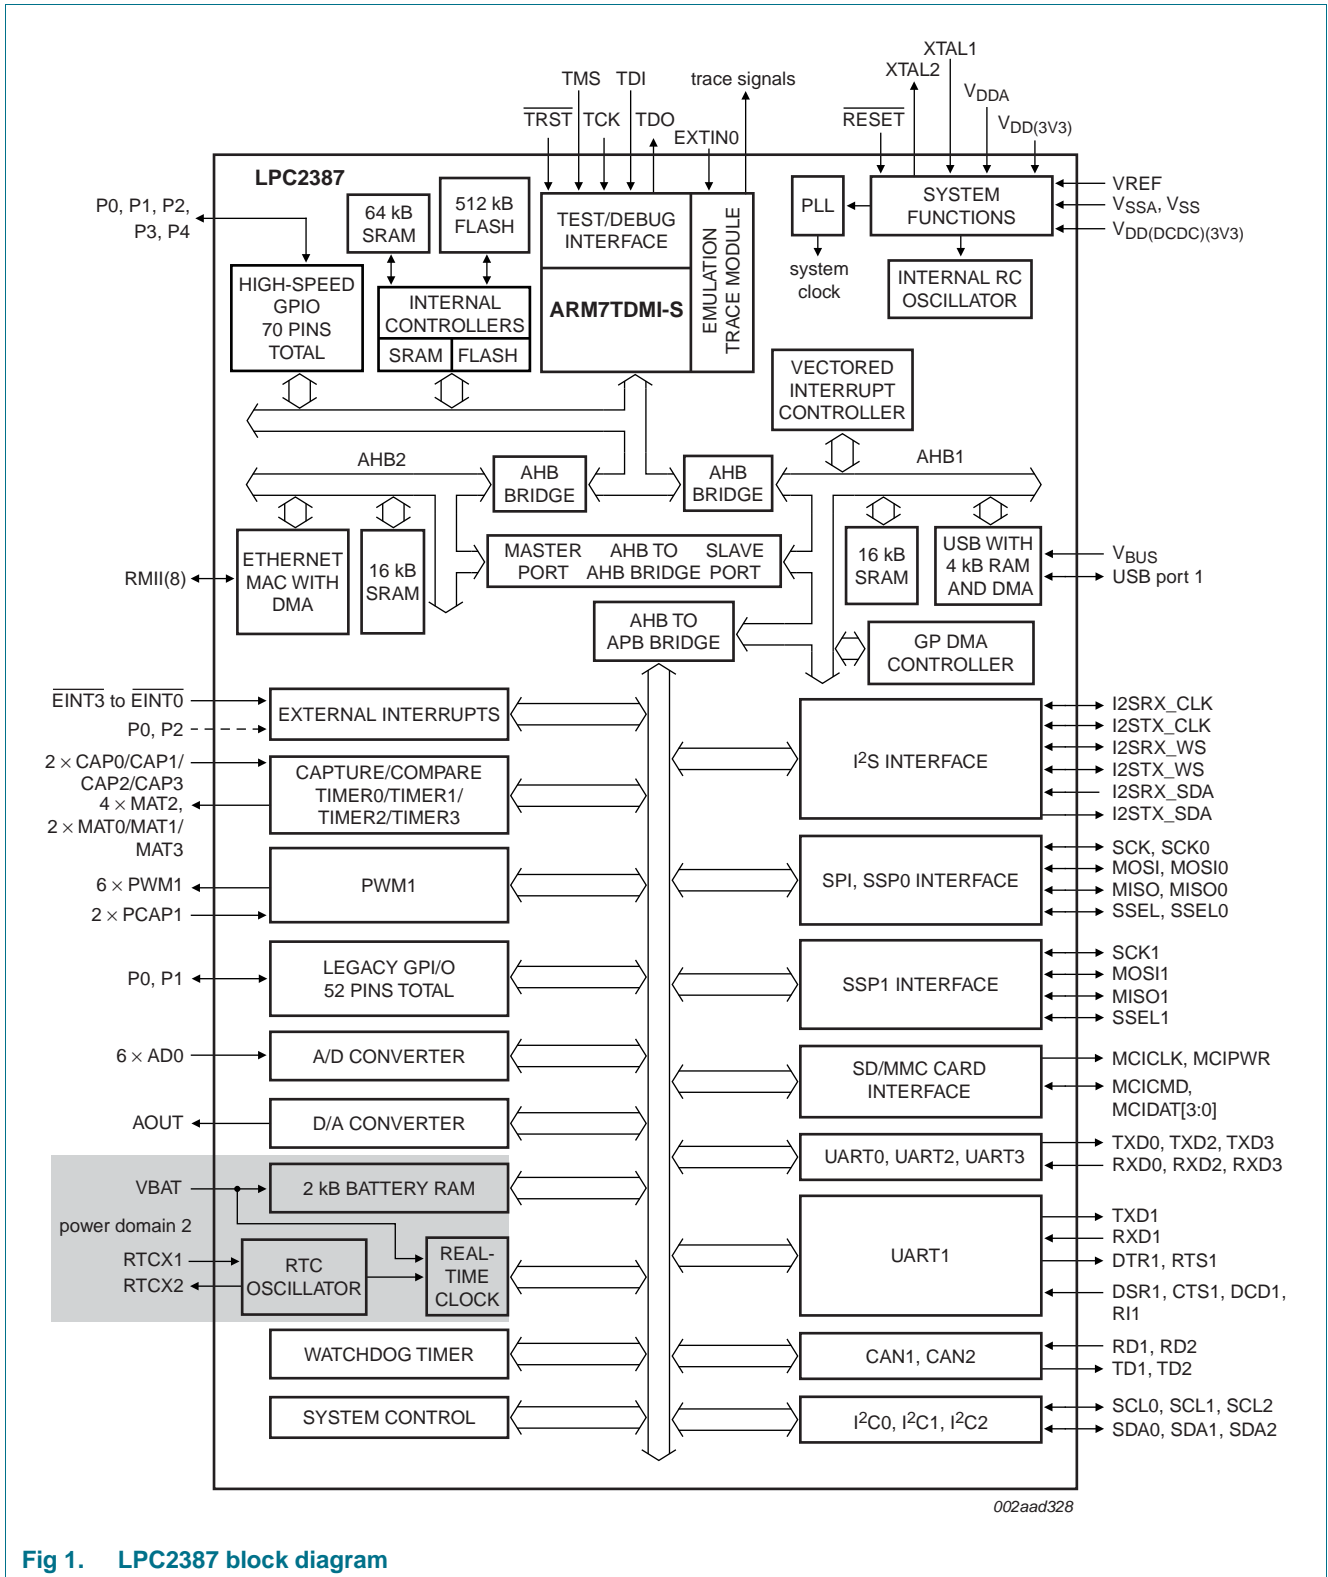 XTAL1
XTAL2
TMS TDI
trace signals
VDDA
TRST TCK TDO
RESET
VDD(3V3)
EXTIN0
LPC2387
P0, P1, P2,
P3, P4
64 kB
SRAM
512 kB
FLASH
TEST/DEBUG
INTERFACE
EMULATION
TRACE MODULE
PLL
SYSTEM
FUNCTIONS
VREF
VSSA, VSS
VDD(DCDC)(3V3)
system
clock
HIGH-SPEED
GPIO
70 PINS
TOTAL
INTERNAL
CONTROLLERS
SRAM FLASH
ARM7TDMI-S
INTERNAL RC
OSCILLATOR
VECTORED
INTERRUPT
CONTROLLER
AHB2
AHB
BRIDGE
AHB
BRIDGE
AHB1
RMII(8)
ETHERNET
MAC WITH
DMA
16 kB
SRAM
MASTER AHB TO SLAVE
PORT AHB BRIDGE PORT
16 kB
SRAM
USB WITH
4 kB RAM
AND DMA
VBUS
USB port 1
AHB TO
APB BRIDGE
GP DMA
CONTROLLER
EINT3 to EINT0
P0, P2
EXTERNAL INTERRUPTS
2 × CAP0/CAP1/
CAP2/CAP3
4 × MAT2,
2 × MAT0/MAT1/
MAT3
CAPTURE/COMPARE
TIMER0/TIMER1/
TIMER2/TIMER3
I2S INTERFACE
I2SRX_CLK
I2STX_CLK
I2SRX_WS
I2STX_WS
I2SRX_SDA
I2STX_SDA
6 × PWM1
2 × PCAP1
PWM1
SPI, SSP0 INTERFACE
SCK, SCK0
MOSI, MOSI0
MISO, MISO0
SSEL, SSEL0
P0, P1
LEGACY GPI/O
52 PINS TOTAL
SSP1 INTERFACE
SCK1
MOSI1
MISO1
SSEL1
6 × AD0
A/D CONVERTER
SD/MMC CARD
INTERFACE
MCICLK, MCIPWR
MCICMD,
MCIDAT[3:0]
AOUT
D/A CONVERTER
UART0, UART2, UART3
TXD0, TXD2, TXD3
RXD0, RXD2, RXD3
VBAT
2 kB BATTERY RAM
power domain 2
RTCX1
RTCX2
RTC
OSCILLATOR
REAL-
TIME
CLOCK
UART1
TXD1
RXD1
DTR1, RTS1
DSR1, CTS1, DCD1,
RI1
WATCHDOG TIMER
CAN1, CAN2
RD1, RD2
TD1, TD2
SYSTEM CONTROL
I2C0, I2C1, I2C2
SCL0, SCL1, SCL2
SDA0, SDA1, SDA2
002aad328
Fig 1. LPC2387 block diagram